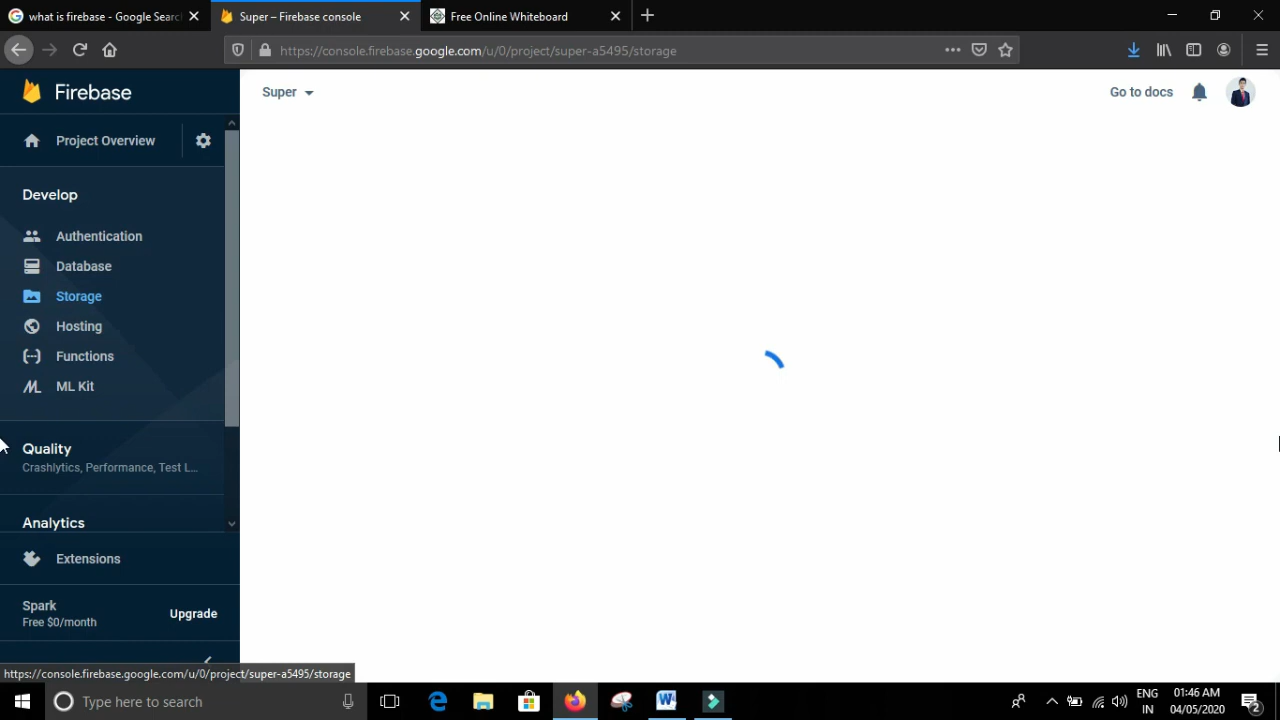 what is firebase - Google Searc
Super – Firebase console
Free Online Whiteboard
https://console.firebase.google.com/u/0/project/super-a5495/storage
Firebase
Super
Go to docs
Project Overview
Develop
Authentication
Database
Storage
Hosting
Functions
ML Kit
Quality
Crashlytics, Performance, Test L...
Analytics
Extensions
Spark
Free $0/month
Upgrade
https://console.firebase.google.com/u/0/project/super-a5495/storage
Type here to search
ENG
IN
01:46 AM
04/05/2020
2